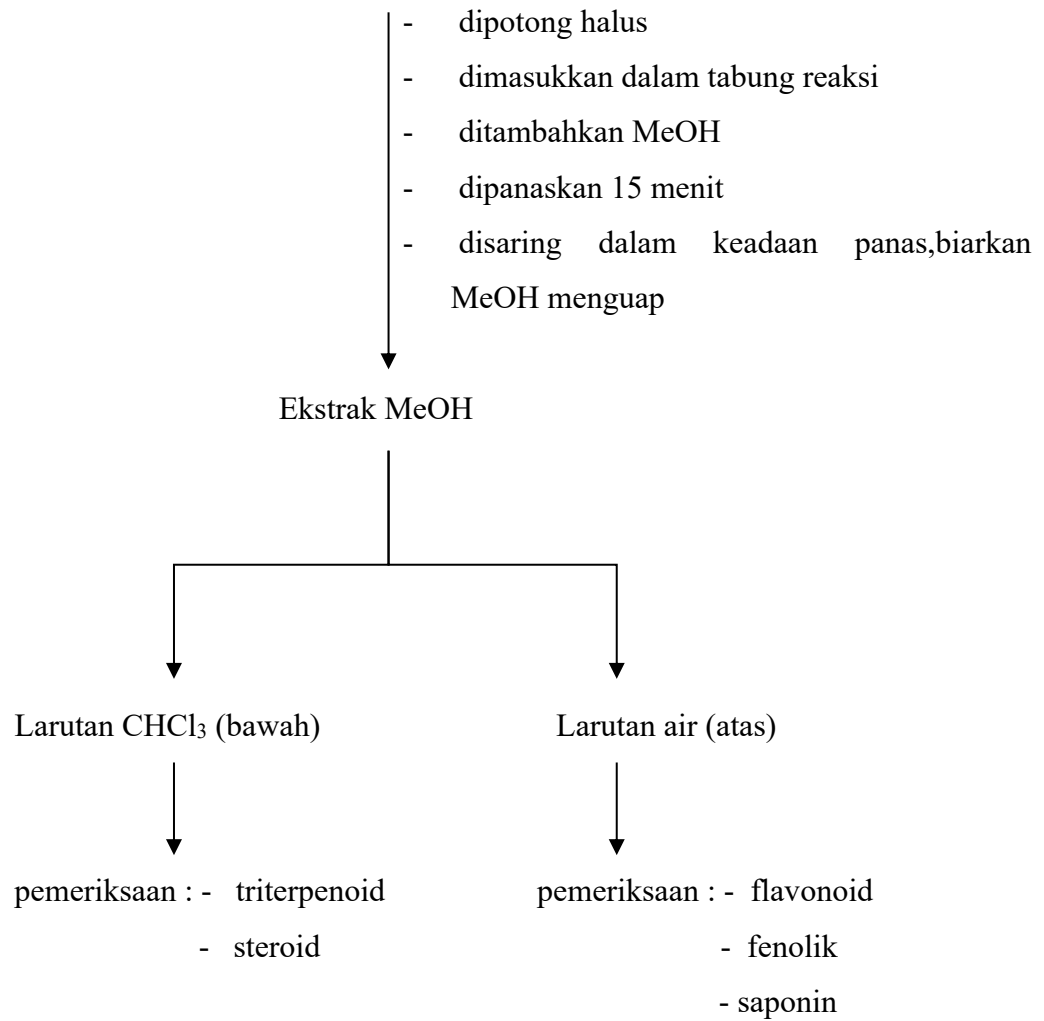 - dipotong halus
- dimasukkan dalam tabung reaksi
- ditambahkan MeOH
- dipanaskan 15 menit
- disaring dalam keadaan panas,biarkan
MeOH menguap
Ekstrak MeOH
Larutan CHCl₃ (bawah)
Larutan air (atas)
pemeriksaan : - triterpenoid
- steroid
pemeriksaan : - flavonoid
- fenolik
- saponin